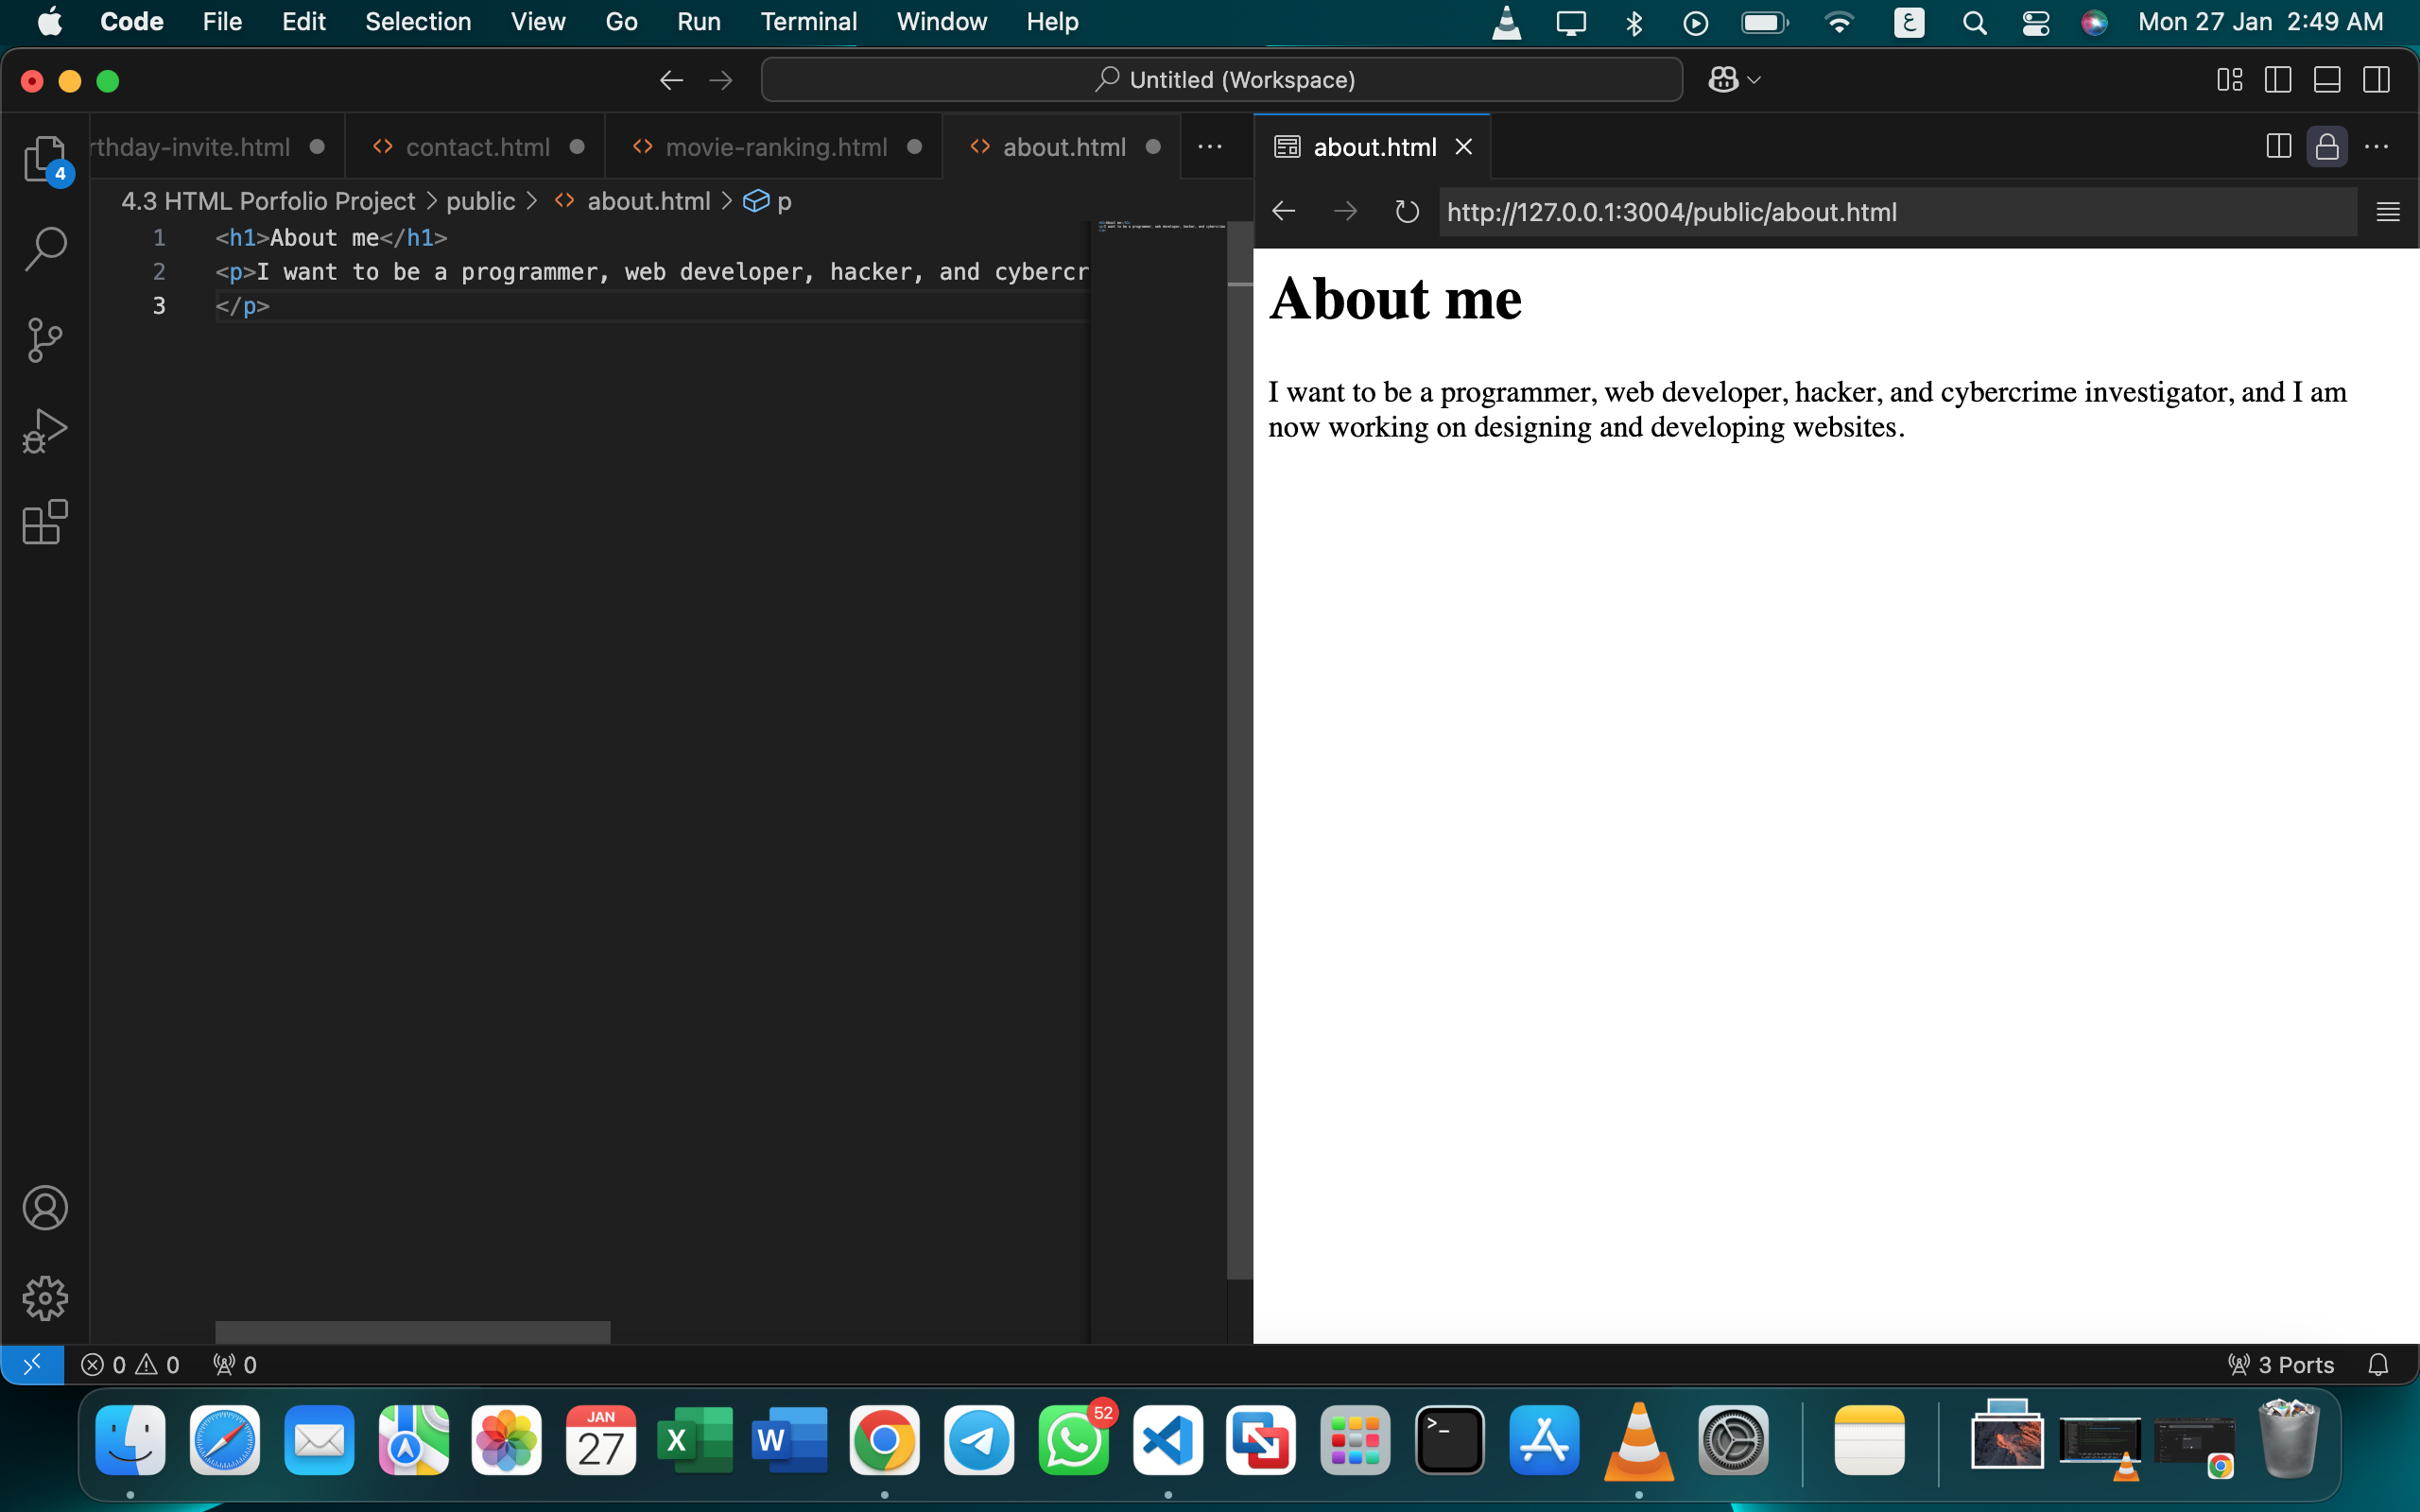 Code File Edit Selection View Go Run Terminal Window Help ع Mon 27 Jan 2:49 AM
Untitled (Workspace)
4
rthday-invite.html contact.html movie-ranking.html about.html ...
about.html
4.3 HTML Porfolio Project > public > <> about.html > p
http://127.0.0.1:3004/public/about.html
1 <h1>About me</h1>
2 <p>I want to be a programmer, web developer, hacker, and cybercr
3 </p>
About me
I want to be a programmer, web developer, hacker, and cybercrime investigator, and I am
now working on designing and developing websites.
0 0 0
3 Ports
JAN
27
X
W
52
>_